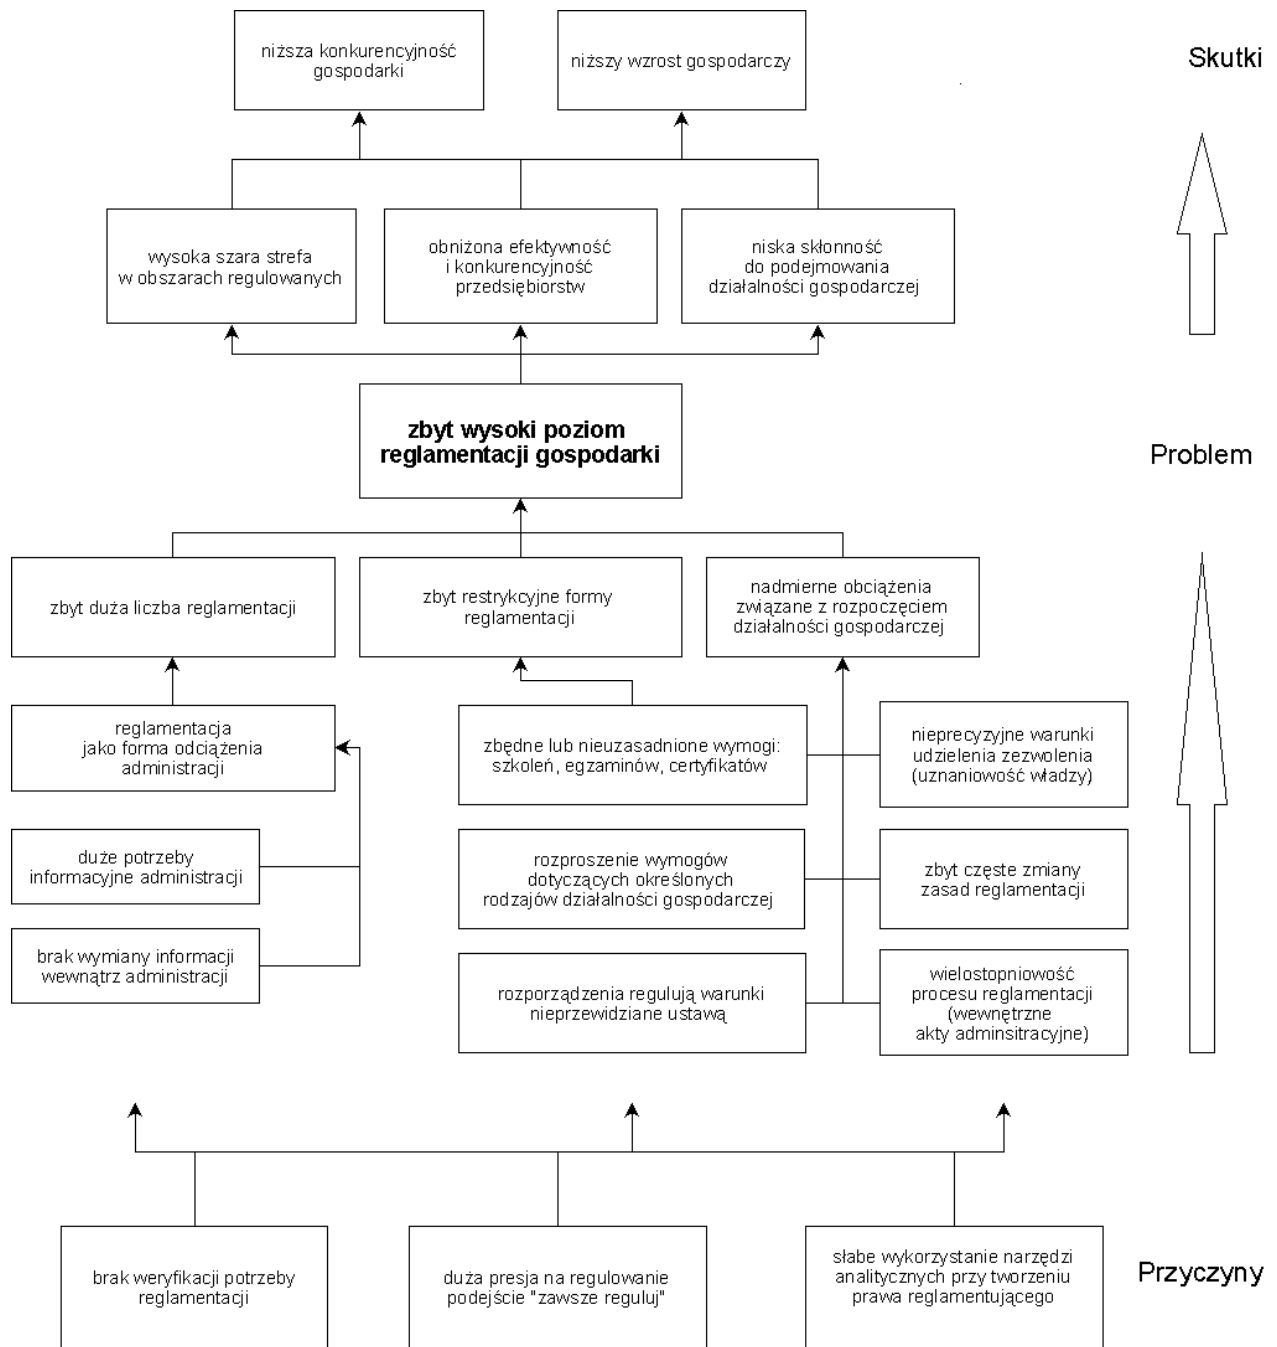 niższa konkurencyjność
gospodarki
niższy wzrost gospodarczy
Skutki
wysoka szara strefa
w obszarach regulowanych
obniżona efektywność
i konkurencyjność
przedsiębiorstw
niska skłonność
do podejmowania
działalności gospodarczej
zbyt wysoki poziom
reglamentacji gospodarki
Problem
zbyt duża liczba reglamentacji
zbyt restrykcyjne formy
reglamentacji
nadmierne obciążenia
związane z rozpoczęciem
działalności gospodarczej
reglamentacja
jako forma odciążenia
administracji
zbędne lub nieuzasadnione wymogi:
szkoleń, egzaminów, certyfikatów
nieprecyzyjne warunki
udzielenia zezwolenia
(uznaniowość władzy)
duże potrzeby
informacyjne administracji
rozproszenie wymogów
dotyczących określonych
rodzajów działalności gospodarczej
zbyt częste zmiany
zasad reglamentacji
brak wymiany informacji
wewnątrz administracji
rozporządzenia regulują warunki
nieprzewidziane ustawą
wielostopniowość
procesu reglamentacji
(wewnętrzne
akty adminsitracyjne)
brak weryfikacji potrzeby
reglamentacji
duża presja na regulowanie
podejście "zawsze reguluj"
słabe wykorzystanie narzędzi
analitycznych przy tworzeniu
prawa reglamentującego
Przyczyny